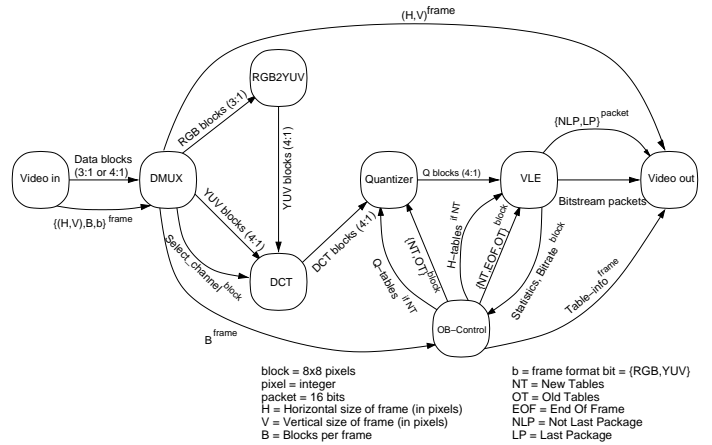 (H,V)frame
RGB2YUV
RGB blocks (3:1)
{NLP,LP}packet
Data blocks
(3:1 or 4:1)
YUV blocks (4:1)
Video in
DMUX
Quantizer
Q blocks (4:1)
VLE
Video out
{(H,V),B,b} frame
YUV blocks (4:1)
Bitstream packets
DCT blocks (4:1)
Select_channel block
DCT
Q-tables if NT
{NT,OT}block
H-tables if NT
{NT,EOF,OT} block
Statistics, Bitrate block
Table-info frame
OB-Control
B frame
block = 8x8 pixels
pixel = integer
packet = 16 bits
H = Horizontal size of frame (in pixels)
V = Vertical size of frame (in pixels)
B = Blocks per frame
b = frame format bit = {RGB,YUV}
NT = New Tables
OT = Old Tables
EOF = End Of Frame
NLP = Not Last Package
LP = Last Package